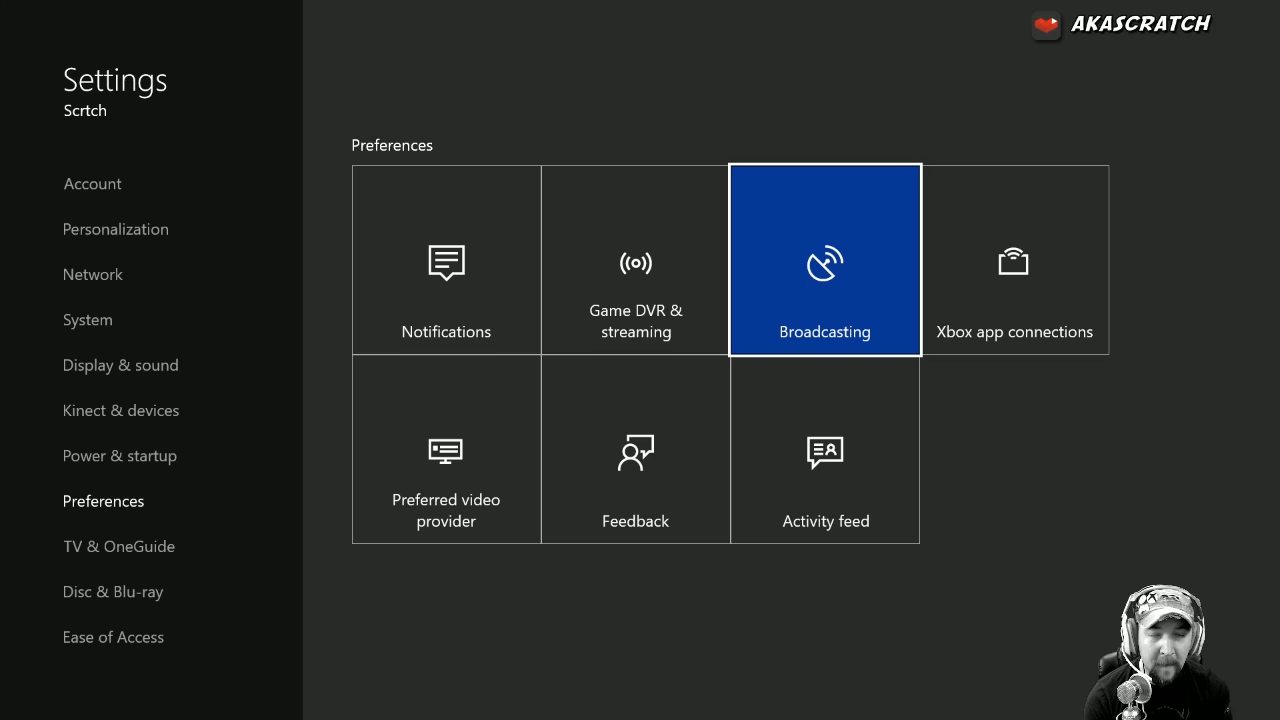 AKASCRATCH
Settings
Scrtch
Account
Personalization
Network
System
Display & sound
Kinect & devices
Power & startup
Preferences
TV & OneGuide
Disc & Blu-ray
Ease of Access
Preferences
Notifications
Game DVR &
streaming
Broadcasting
Xbox app connections
Preferred video
provider
Feedback
Activity feed